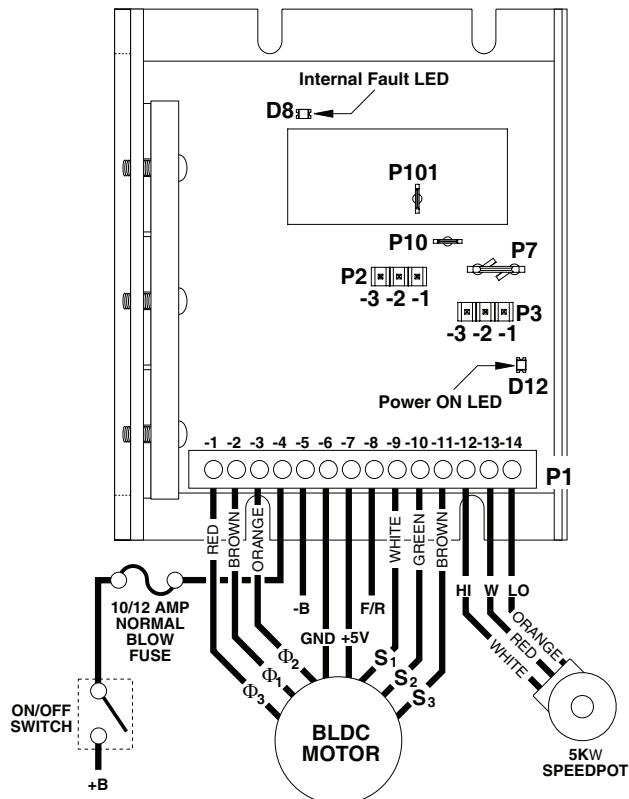 Internal Fault LED
D8
P101
P10
P7
P2
-3 -2 -1
P3
-3 -2 -1
D12
Power ON LED
-1 -2 -3 -4 -5 -6 -7 -8 -9 -10 -11 -12 -13 -14
P1
RED
BROWN
ORANGE
WHITE
GREEN
BROWN
10/12 AMP
NORMAL
BLOW
FUSE
-B
F/R
HI W LO
GND +5V
ORANGE
RED
WHITE
Φ2
Φ1
Φ3
S1
S2
S3
ON/OFF
SWITCH
+B
BLDC
MOTOR
5KW
SPEEDPOT